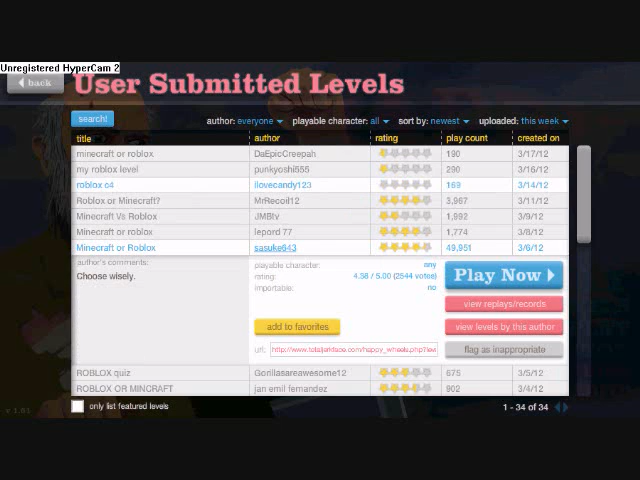 Unregistered HyperCam 2
back
User Submitted Levels
search!
author: everyone playable character: all sort by: newest uploaded: this week
title author rating play count created on
minecraft or roblox DaEpicCreepah 190 3/17/12
my roblox level punkyoshi555 290 3/16/12
roblox c4 Ilovecandy123 169 3/14/12
Roblox or Minecraft? MrRecoil12 3,967 3/11/12
Minecraft Vs Roblox JMBtv 1,992 3/9/12
Minecraft or roblox lepord 77 1,774 3/8/12
Minecraft or Roblox sasuke643 49,951 3/6/12
author's comments:
Choose wisely.
playable character: any
rating: 4.38 / 5.00 (2544 votes)
importable: no
Play Now
view replays/records
add to favorites
view levels by this author
url: http://www.totaljerkface.com/happy_wheels.php?leve
flag as inappropriate
ROBLOX quiz Gorillasareawesome12 675 3/5/12
ROBLOX OR MINCRAFT jan emil fernandez 902 3/4/12
only list featured levels
1 - 34 of 34